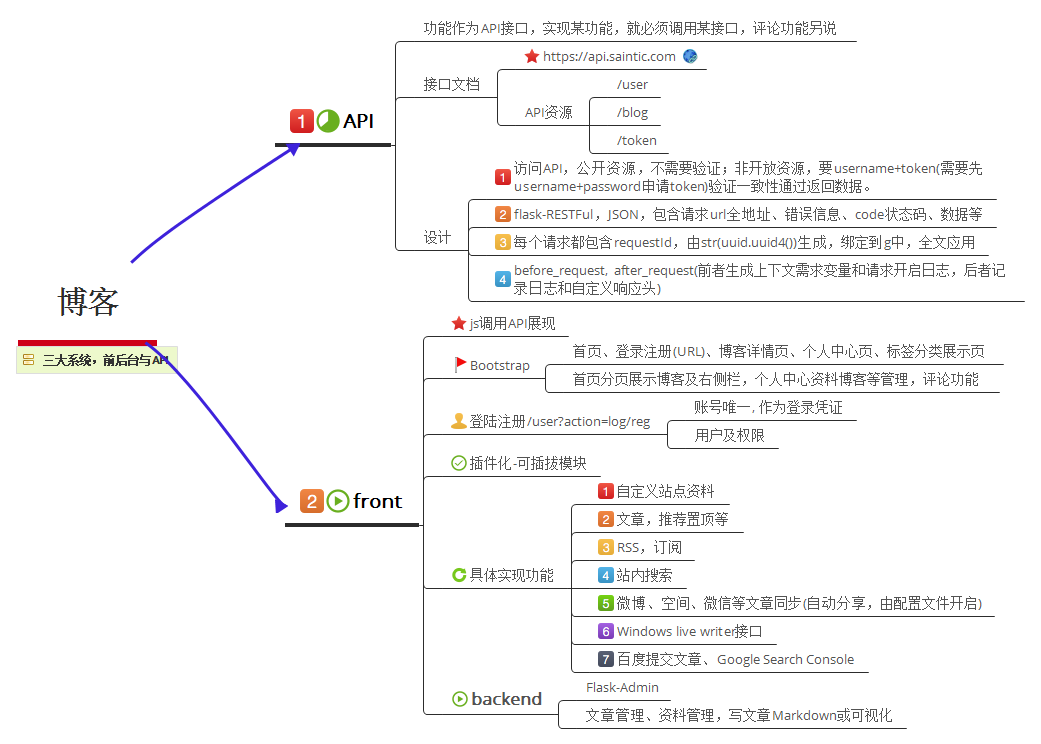 博客
三大系统，前后台与API
1 API
功能作为API接口，实现某功能，就必须调用某接口，评论功能另说
接口文档
https://api.saintic.com
API资源
/user
/blog
/token
设计
1 访问API，公开资源，不需要验证；非开放资源，要username+token(需要先
username+password申请token)验证一致性通过返回数据。
2 flask-RESTFul，JSON，包含请求url全地址、错误信息、code状态码、数据等
3 每个请求都包含requestId，由str(uuid.uuid4())生成，绑定到g中，全文应用
4 before_request, after_request(前者生成上下文需求变量和请求开启日志，后者记
录日志和自定义响应头)
2 front
js调用API展现
Bootstrap
首页、登录注册(URL)、博客详情页、个人中心页、标签分类展示页
首页分页展示博客及右侧栏，个人中心资料博客等管理，评论功能
登陆注册/user?action=log/reg
账号唯一, 作为登录凭证
用户及权限
插件化-可插拔模块
具体实现功能
1 自定义站点资料
2 文章，推荐置顶等
3 RSS，订阅
4 站内搜索
5 微博、空间、微信等文章同步(自动分享，由配置文件开启)
6 Windows live writer接口
7 百度提交文章、Google Search Console
backend
Flask-Admin
文章管理、资料管理，写文章Markdown或可视化